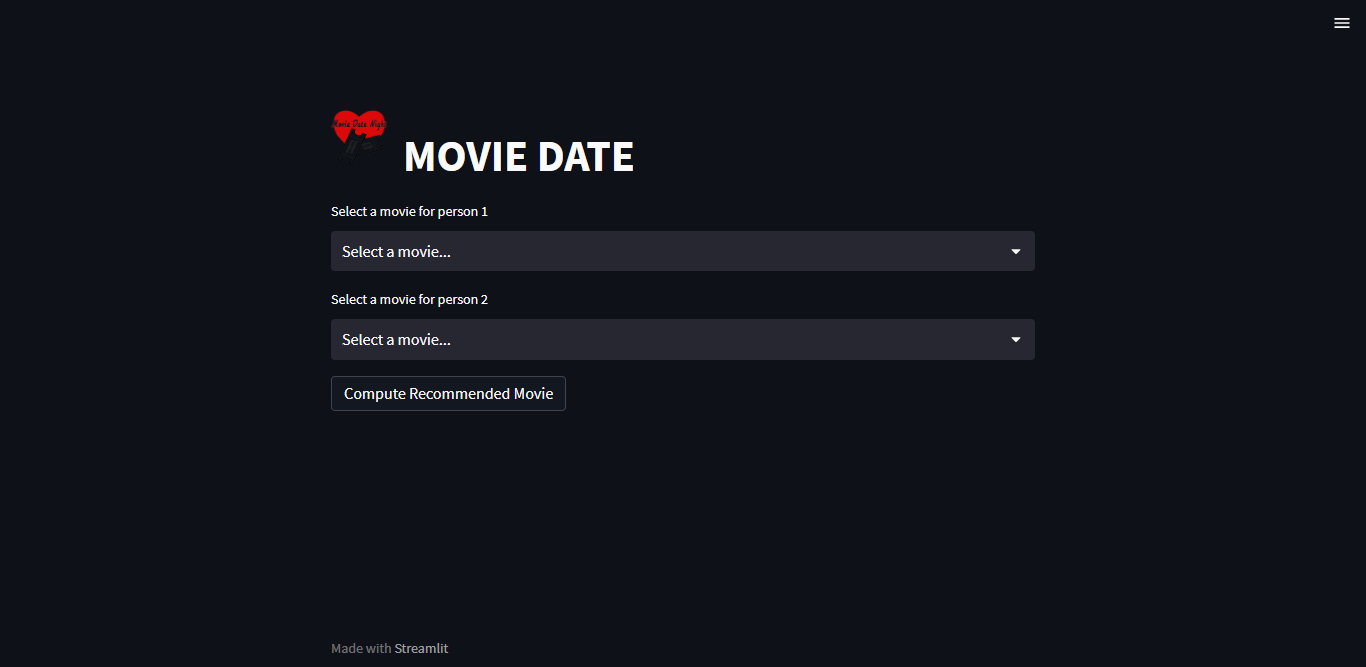 Movie Date Night
MOVIE DATE
Select a movie for person 1
Select a movie...
Select a movie for person 2
Select a movie...
Compute Recommended Movie
Made with Streamlit